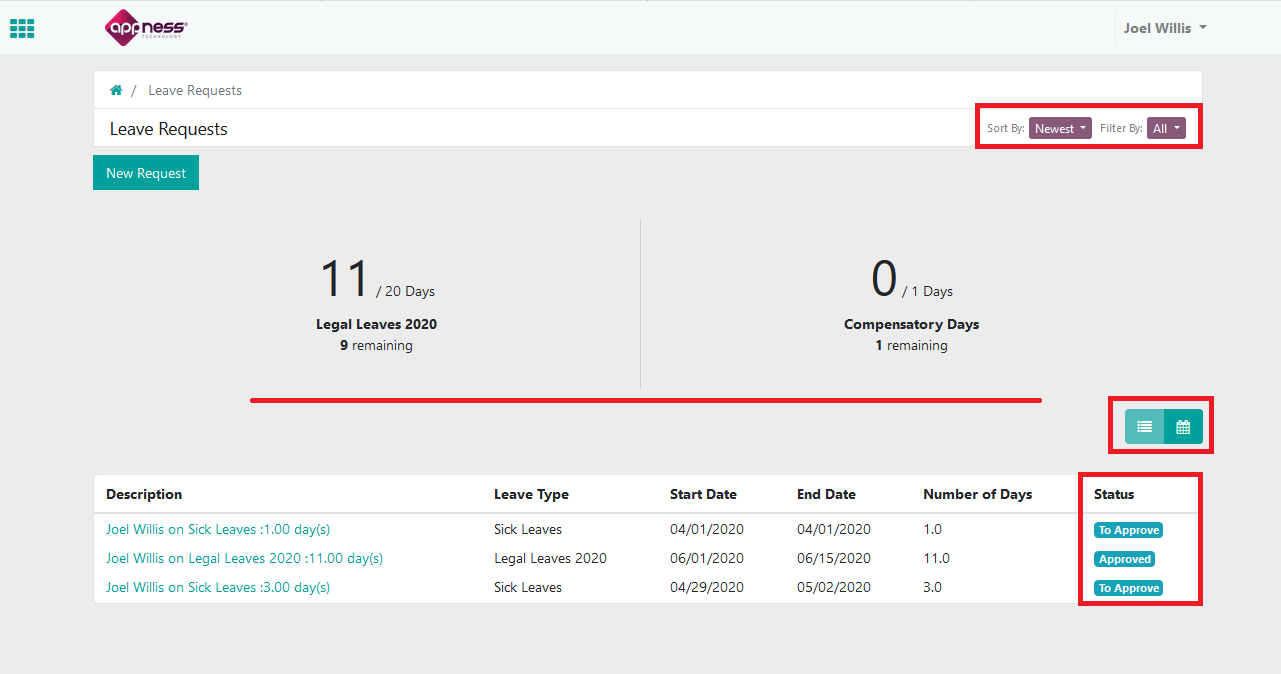 appness
TECHNOLOGY
Joel Willis
/ Leave Requests
Leave Requests
Sort By: Newest Filter By: All
New Request
11 / 20 Days
Legal Leaves 2020
9 remaining
0 / 1 Days
Compensatory Days
1 remaining
Description Leave Type Start Date End Date Number of Days Status
Joel Willis on Sick Leaves :1.00 day(s) Sick Leaves 04/01/2020 04/01/2020 1.0 To Approve
Joel Willis on Legal Leaves 2020 :11.00 day(s) Legal Leaves 2020 06/01/2020 06/15/2020 11.0 Approved
Joel Willis on Sick Leaves :3.00 day(s) Sick Leaves 04/29/2020 05/02/2020 3.0 To Approve